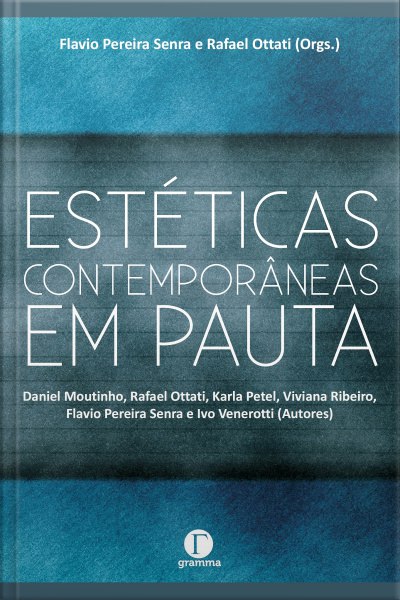 Flavio Pereira Senra e Rafael Ottati (Orgs.)
ESTÉTICAS
CONTEMPORÂNEAS
EM PAUTA
Daniel Moutinho, Rafael Ottati, Karla Petel, Viviana Ribeiro,
Flavio Pereira Senra e Ivo Venerotti (Autores)
Γ
gramma